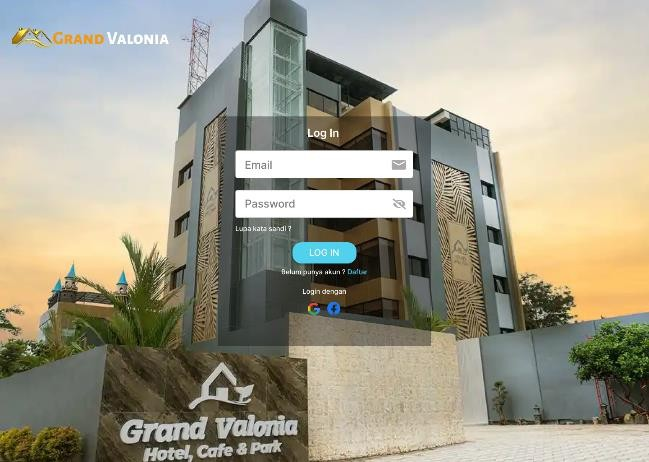 GRAND VALONIA
Log In
Email
Password
Lupa kata sandi ?
LOG IN
Belum punya akun ? Daftar
Login dengan
Grand Valonia
Hotel, Cafe & Park